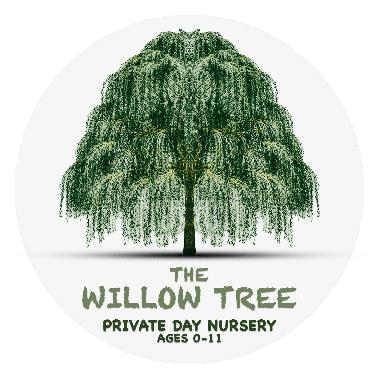 THE
WILLOW TREE
PRIVATE DAY NURSERY
AGES 0-11